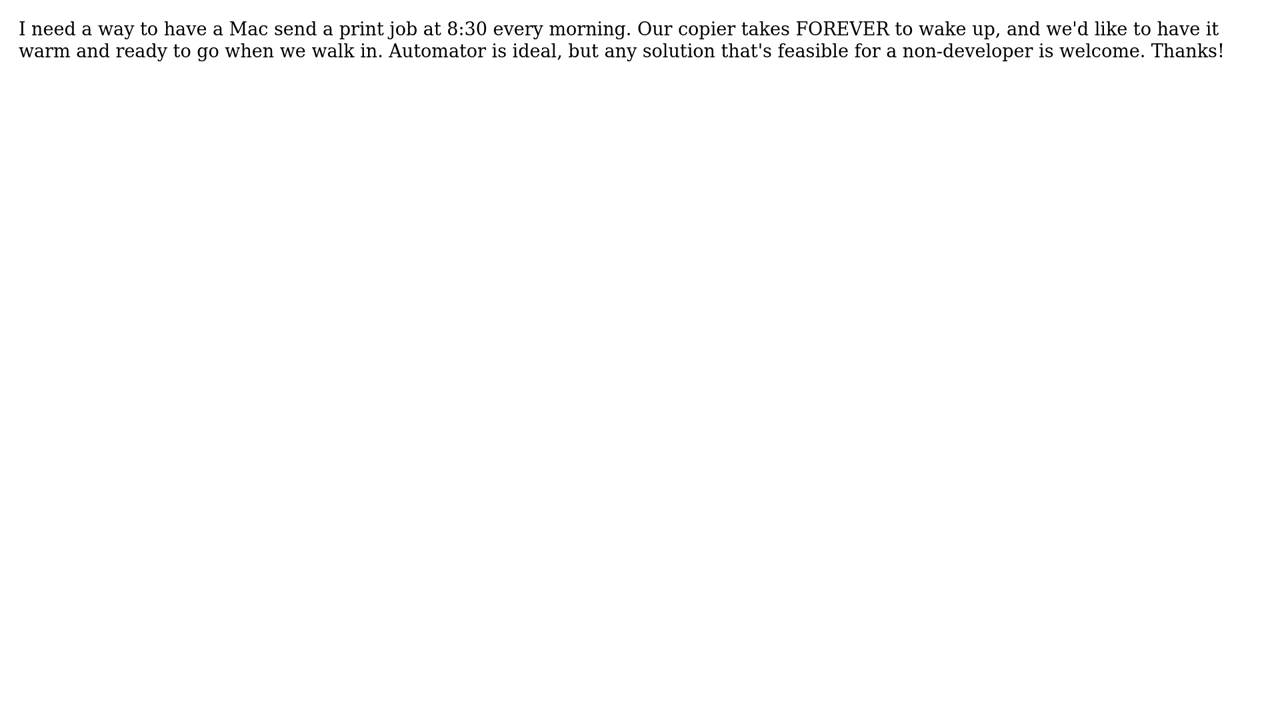 I need a way to have a Mac send a print job at 8:30 every morning. Our copier takes FOREVER to wake up, and we'd like to have it
warm and ready to go when we walk in. Automator is ideal, but any solution that's feasible for a non-developer is welcome. Thanks!